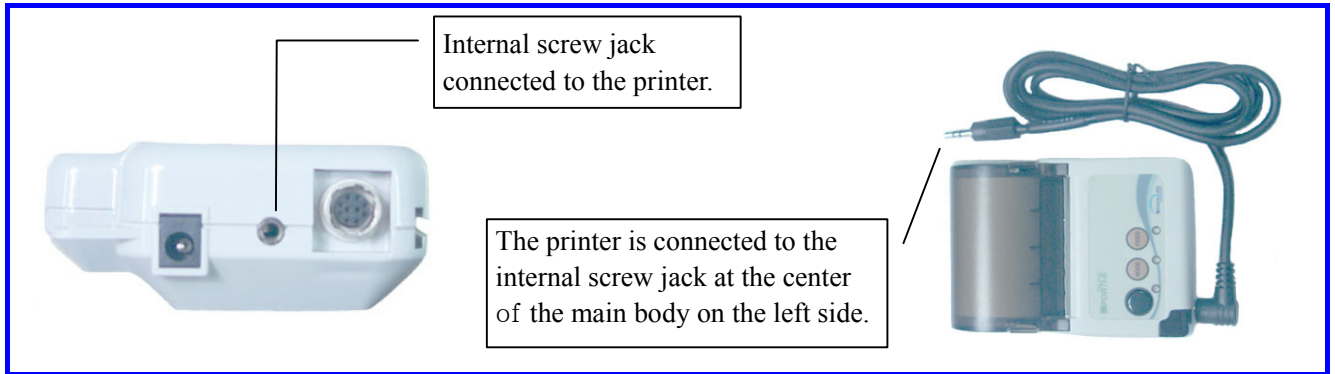 Internal screw jack
connected to the printer.
The printer is connected to the
internal screw jack at the center
of the main body on the left side.